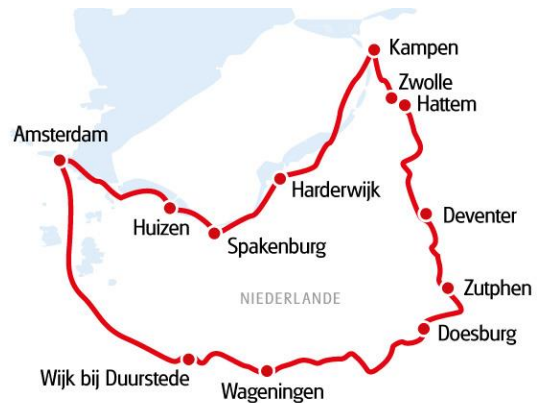 Kampen
Zwolle
Hattem
Amsterdam
Harderwijk
Huizen
Deventer
Spakenburg
Zutphen
NIEDERLANDE
Doesburg
Wijk bij Duurstede
Wageningen